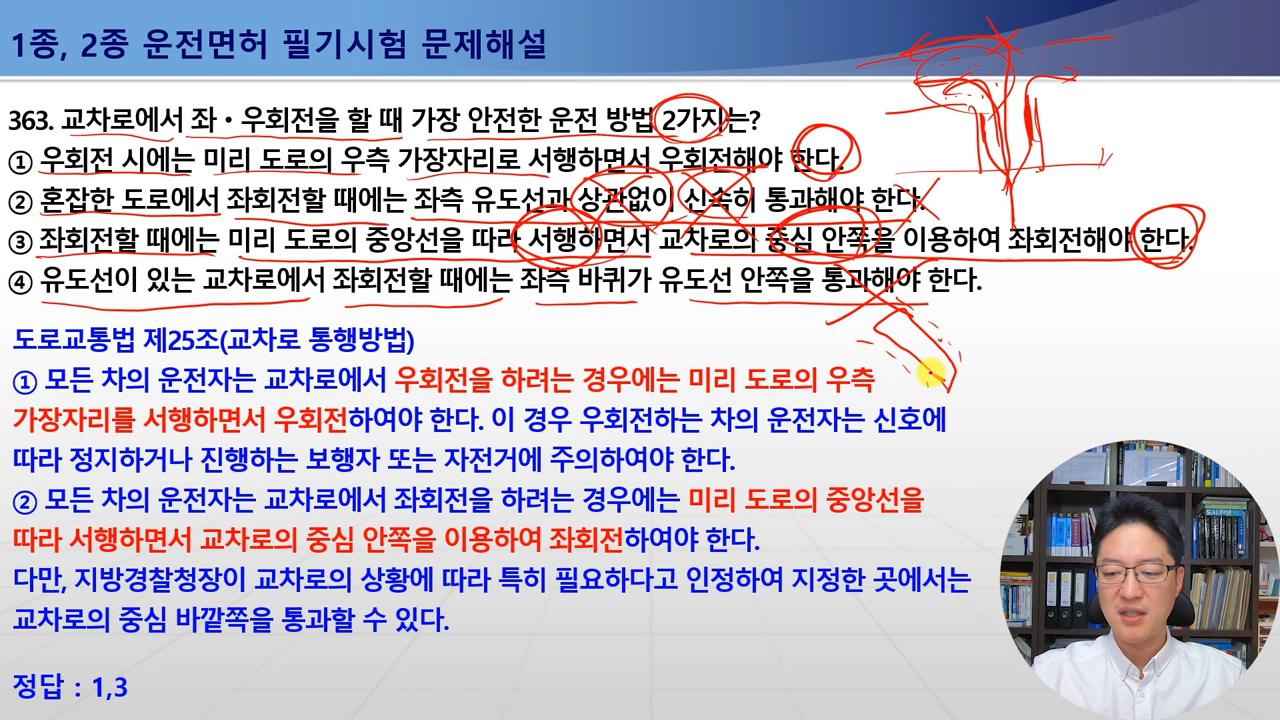 1종, 2종 운전면허 필기시험 문제해설
363. 교차로에서 좌・우회전을 할 때 가장 안전한 운전 방법 2가지는?
① 우회전 시에는 미리 도로의 우측 가장자리로 서행하면서 우회전해야 한다.
② 혼잡한 도로에서 좌회전할 때에는 좌측 유도선과 상관없이 신속히 통과해야 한다.
③ 좌회전할 때에는 미리 도로의 중앙선을 따라 서행하면서 교차로의 중심 안쪽을 이용하여 좌회전해야 한다.
④ 유도선이 있는 교차로에서 좌회전할 때에는 좌측 바퀴가 유도선 안쪽을 통과해야 한다.
도로교통법 제25조(교차로 통행방법)
① 모든 차의 운전자는 교차로에서 우회전을 하려는 경우에는 미리 도로의 우측
가장자리를 서행하면서 우회전하여야 한다. 이 경우 우회전하는 차의 운전자는 신호에
따라 정지하거나 진행하는 보행자 또는 자전거에 주의하여야 한다.
② 모든 차의 운전자는 교차로에서 좌회전을 하려는 경우에는 미리 도로의 중앙선을
따라 서행하면서 교차로의 중심 안쪽을 이용하여 좌회전하여야 한다.
다만, 지방경찰청장이 교차로의 상황에 따라 특히 필요하다고 인정하여 지정한 곳에서는
교차로의 중심 바깥쪽을 통과할 수 있다.
정답 : 1,3